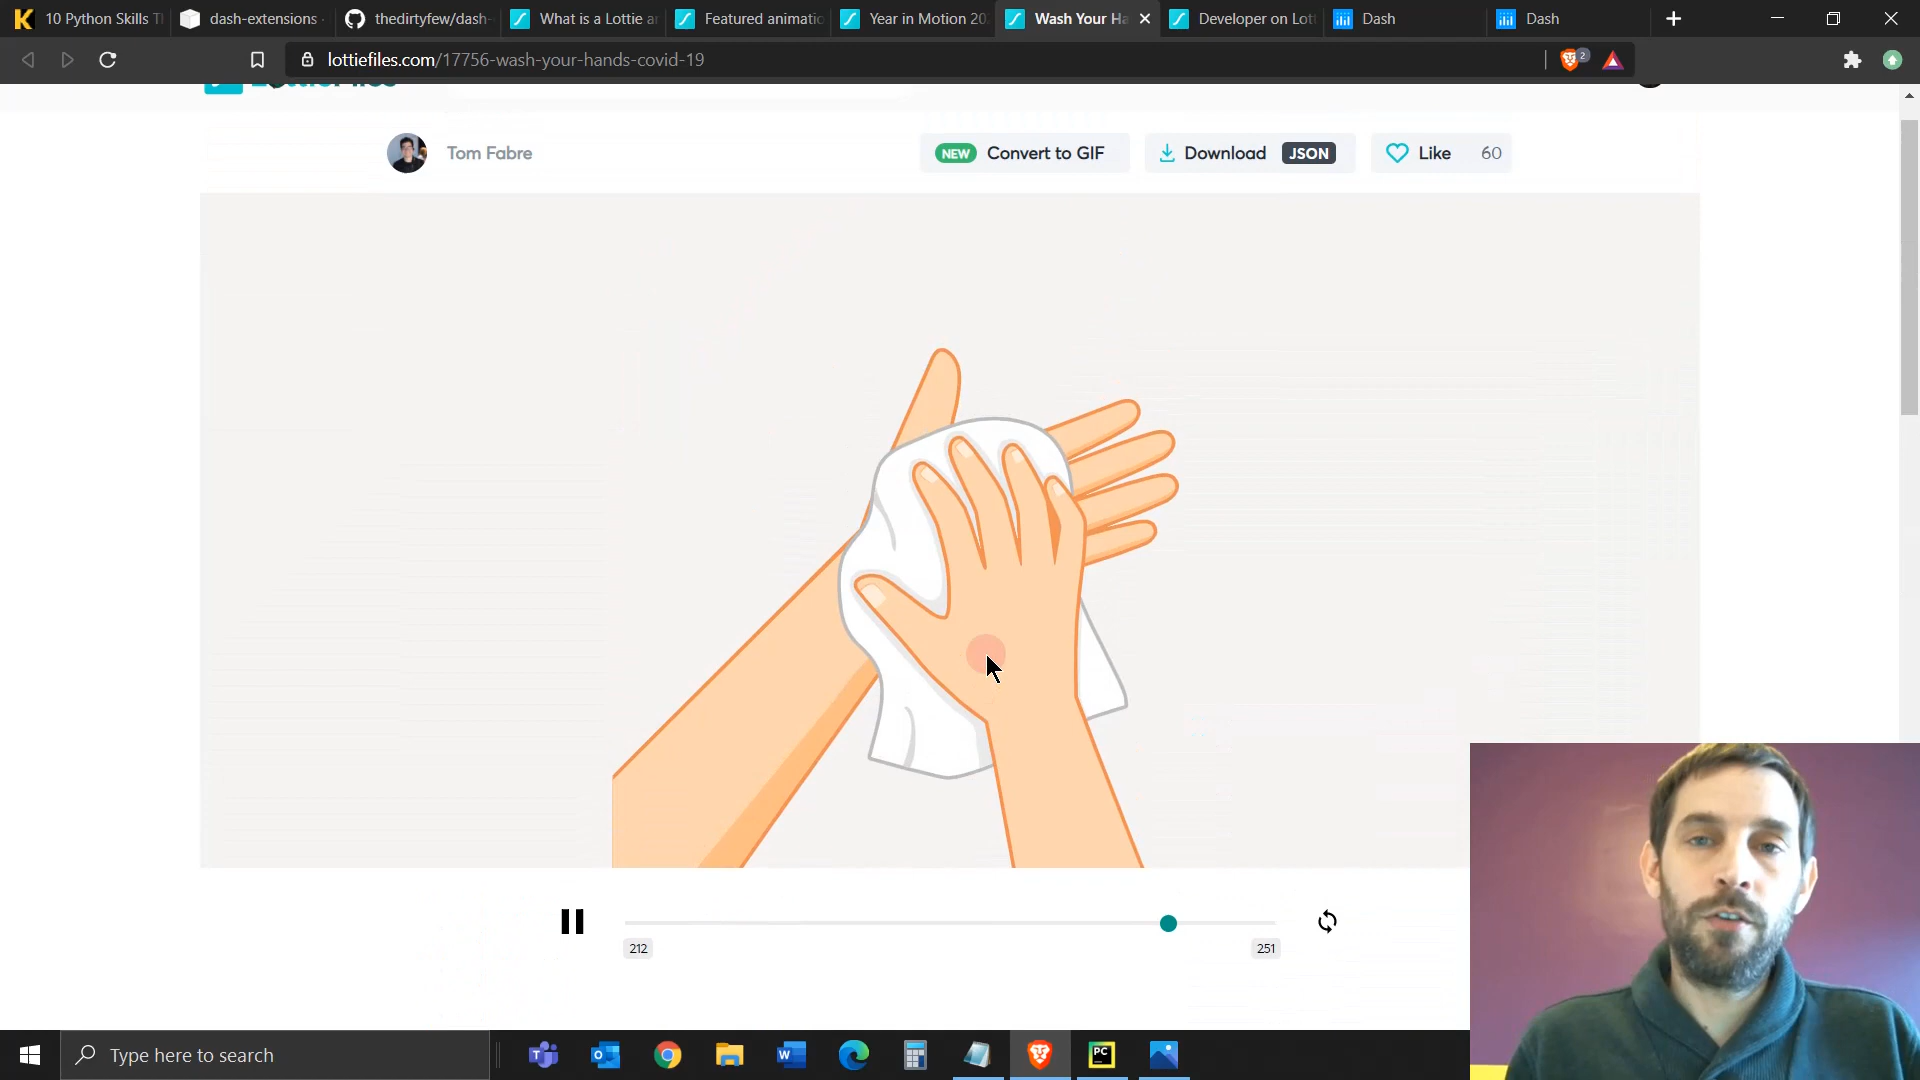 10 Python Skills T
dash-extensions
thedirtyfew/dash-
What is a Lottie a
Featured animatio
Year in Motion 20
Wash Your Ha
Developer on Lot
Dash
Dash
lottiefiles.com/17756-wash-your-hands-covid-19
2
Tom Fabre
NEW Convert to GIF
Download JSON
Like 60
212
251
Type here to search